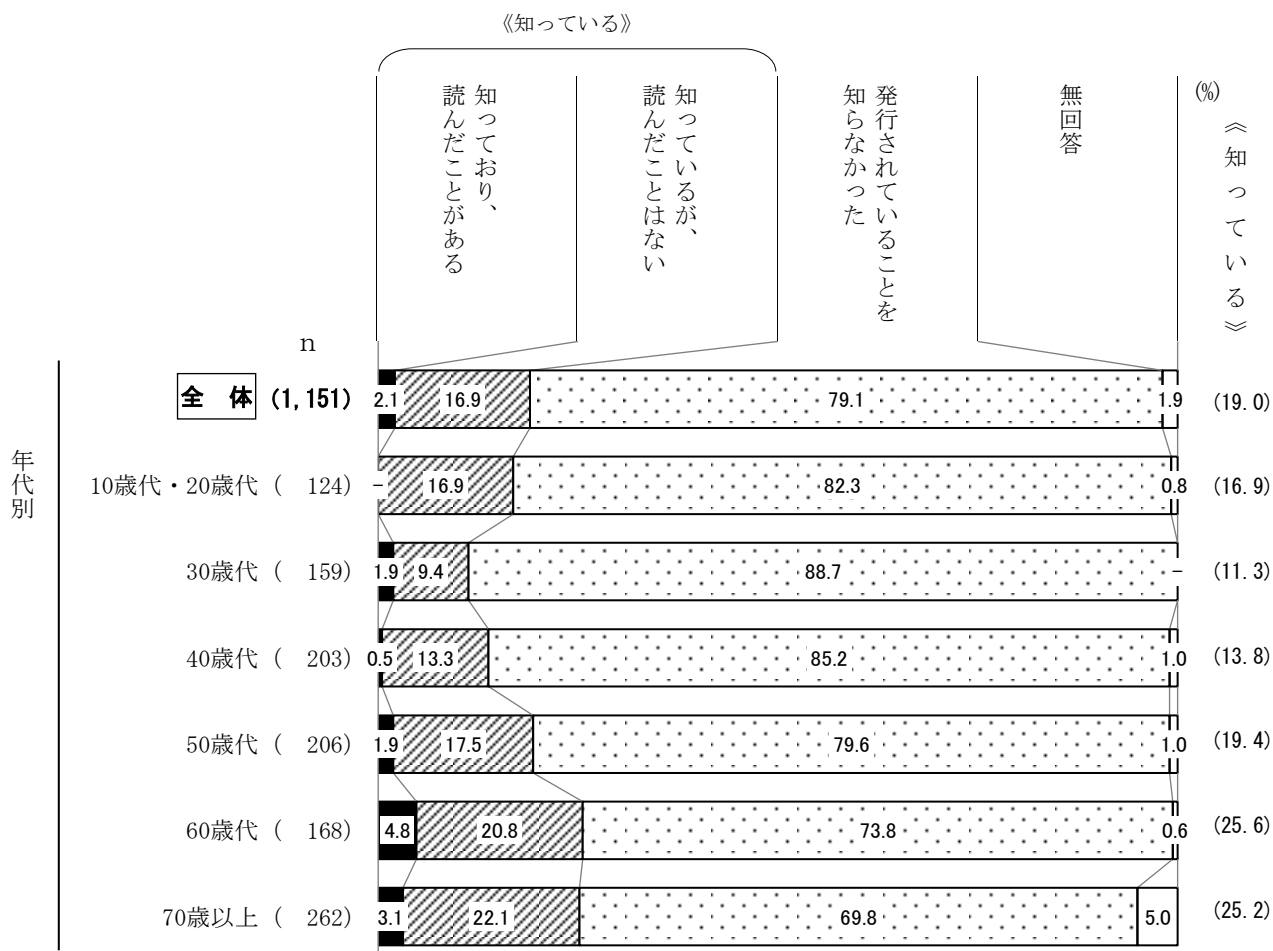 《知っている》
知っており、
読んだことがある
知っているが、
読んだことはない
発行されていることを
知らなかった
無回答
(%)
《知っている》
n
全 体 (1,151) 2.1 16.9 79.1 1.9 (19.0)
年代別
10歳代・20歳代 ( 124) - 16.9 82.3 0.8 (16.9)
30歳代 ( 159) 1.9 9.4 88.7 - (11.3)
40歳代 ( 203) 0.5 13.3 85.2 1.0 (13.8)
50歳代 ( 206) 1.9 17.5 79.6 1.0 (19.4)
60歳代 ( 168) 4.8 20.8 73.8 0.6 (25.6)
70歳以上 ( 262) 3.1 22.1 69.8 5.0 (25.2)